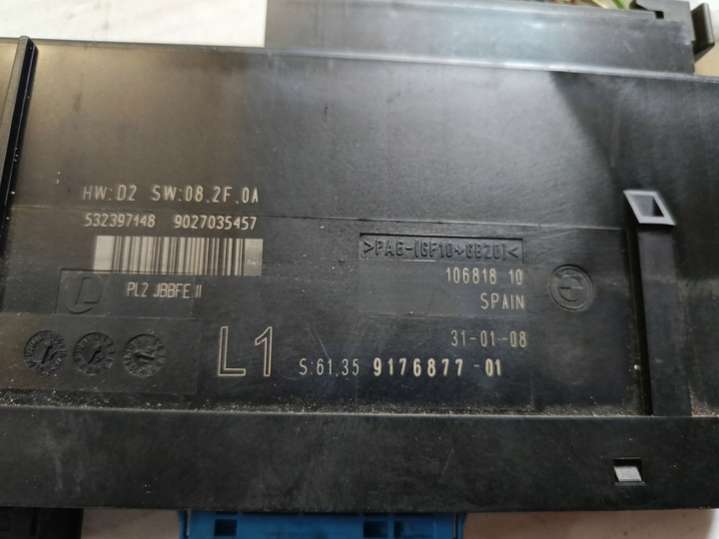 HW:D2 SW:08.2F.0A
532397148 9027035457
>PA6-(GF10+GB20)<
106818 10
PL2 JBBFE II
SPAIN
31-01-08
L1
S:61.35 9176877-01